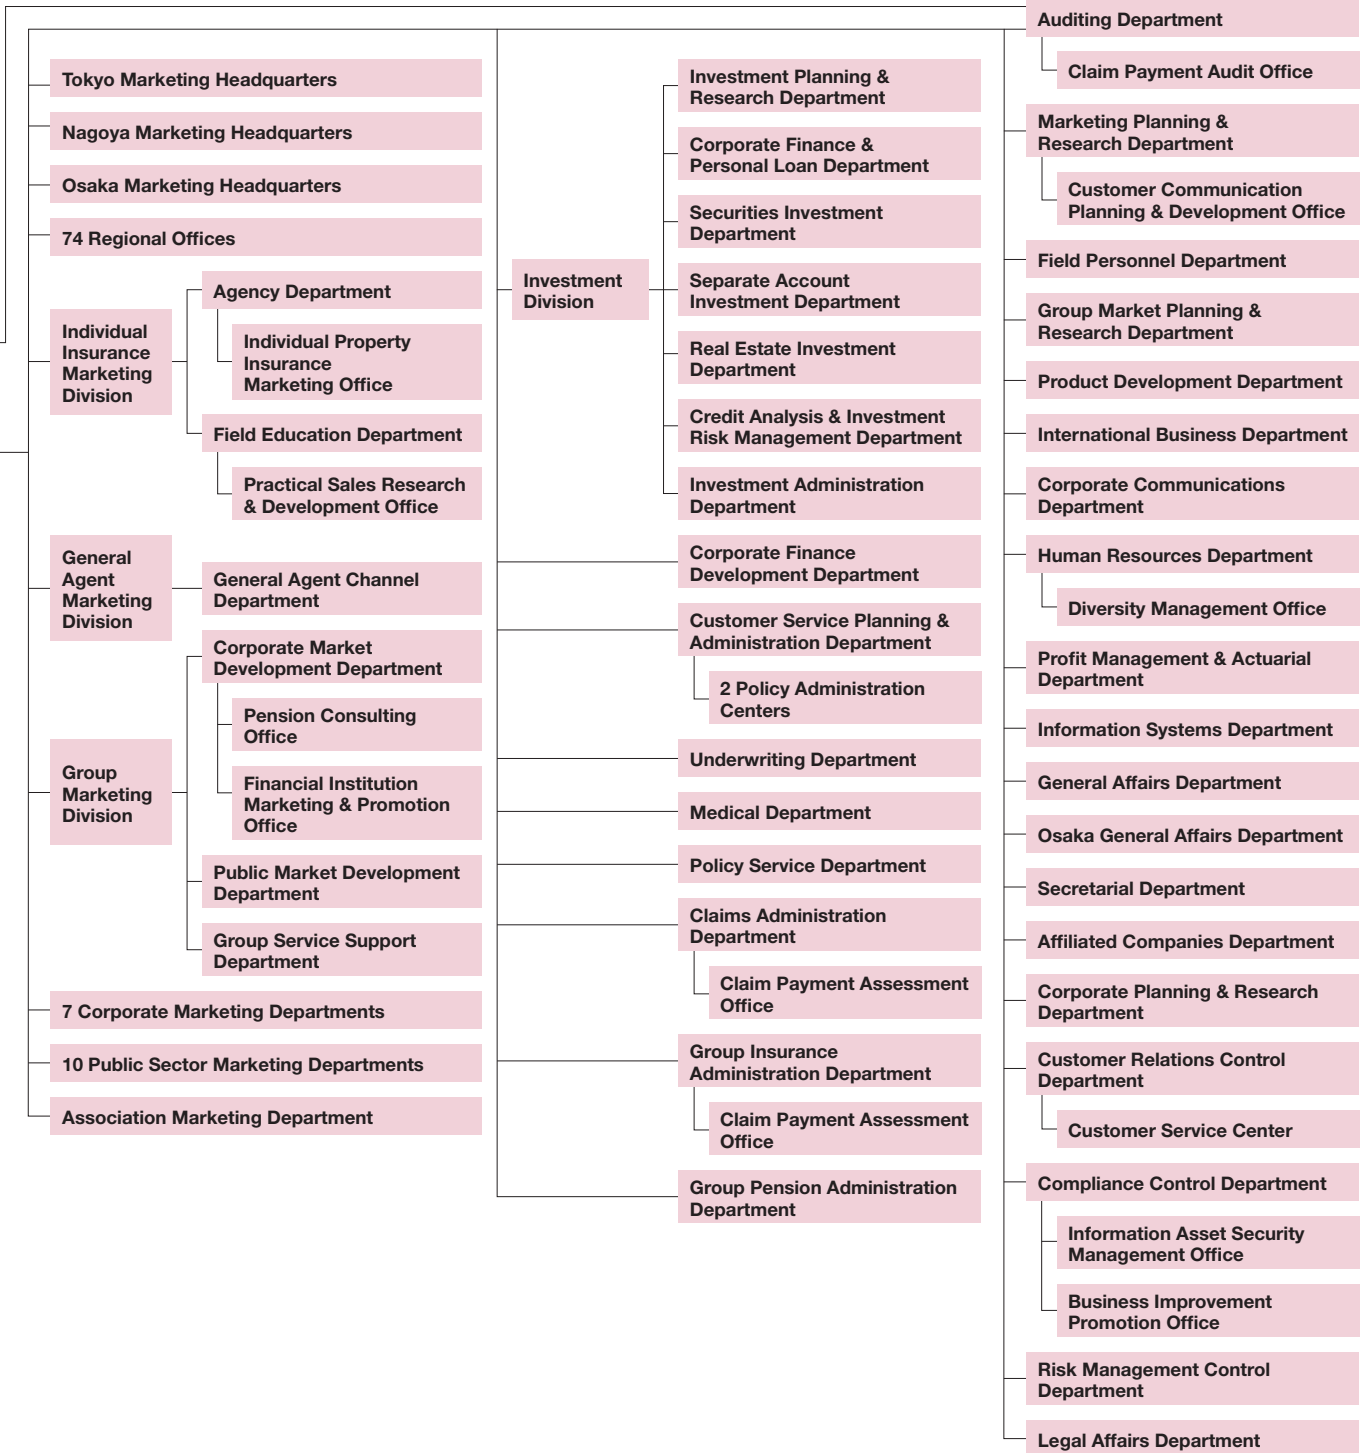 Tokyo Marketing Headquarters
Nagoya Marketing Headquarters
Osaka Marketing Headquarters
74 Regional Offices
Individual
Insurance
Marketing
Division
Agency Department
Individual Property
Insurance
Marketing Office
Field Education Department
Practical Sales Research
& Development Office
General
Agent
Marketing
Division
General Agent Channel
Department
Group
Marketing
Division
Corporate Market
Development Department
Pension Consulting
Office
Financial Institution
Marketing & Promotion
Office
Public Market Development
Department
Group Service Support
Department
7 Corporate Marketing Departments
10 Public Sector Marketing Departments
Association Marketing Department
Investment
Division
Investment Planning &
Research Department
Corporate Finance &
Personal Loan Department
Securities Investment
Department
Separate Account
Investment Department
Real Estate Investment
Department
Credit Analysis & Investment
Risk Management Department
Investment Administration
Department
Corporate Finance
Development Department
Customer Service Planning &
Administration Department
2 Policy Administration
Centers
Underwriting Department
Medical Department
Policy Service Department
Claims Administration
Department
Claim Payment Assessment
Office
Group Insurance
Administration Department
Claim Payment Assessment
Office
Group Pension Administration
Department
Auditing Department
Claim Payment Audit Office
Marketing Planning &
Research Department
Customer Communication
Planning & Development Office
Field Personnel Department
Group Market Planning &
Research Department
Product Development Department
International Business Department
Corporate Communications
Department
Human Resources Department
Diversity Management Office
Profit Management & Actuarial
Department
Information Systems Department
General Affairs Department
Osaka General Affairs Department
Secretarial Department
Affiliated Companies Department
Corporate Planning & Research
Department
Customer Relations Control
Department
Customer Service Center
Compliance Control Department
Information Asset Security
Management Office
Business Improvement
Promotion Office
Risk Management Control
Department
Legal Affairs Department